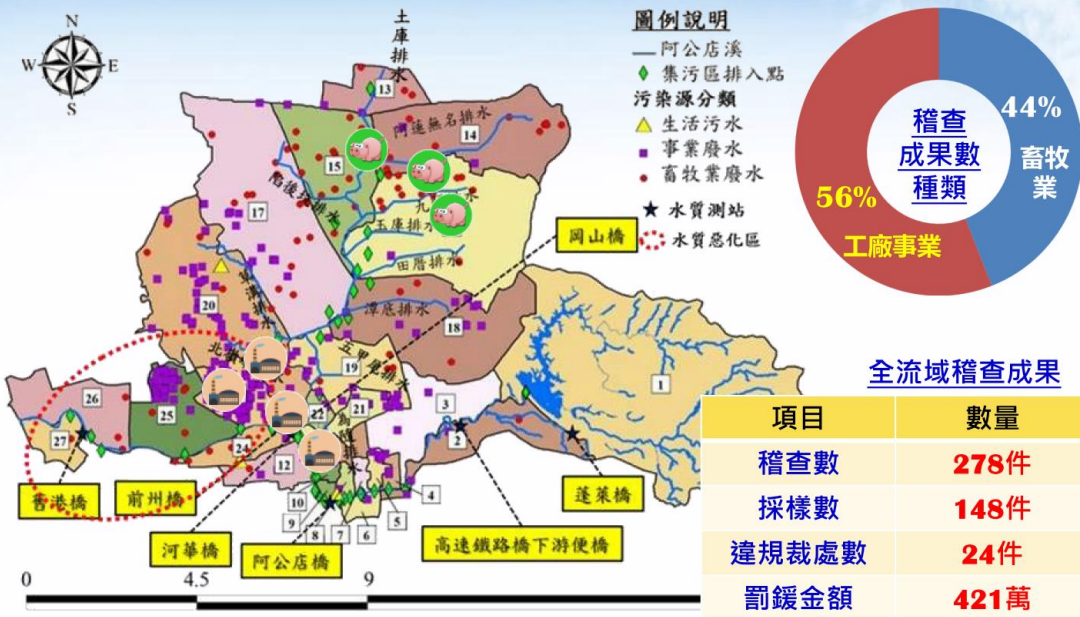 N
W
E
S
土庫排水
13
阿蓮無名排水
14
15
17
玉庫排水
田厝排水
潭底排水
18
20
19
五甲尾排水
26
25
27
24
22
21
12
3
2
1
10
9
8
7
6
5
4
舊港橋
前州橋
河華橋
阿公店橋
高速鐵路橋下游便橋
蓬萊橋
岡山橋
0
4.5
9
圖例說明
阿公店溪
集污區排入點
污染源分類
生活污水
事業廢水
畜牧業廢水
水質測站
水質惡化區
稽查
成果數
種類
44%
畜牧
業
56%
工廠事業
全流域稽查成果
項目 數量
稽查數 278件
採樣數 148件
違規裁處數 24件
罰鍰金額 421萬